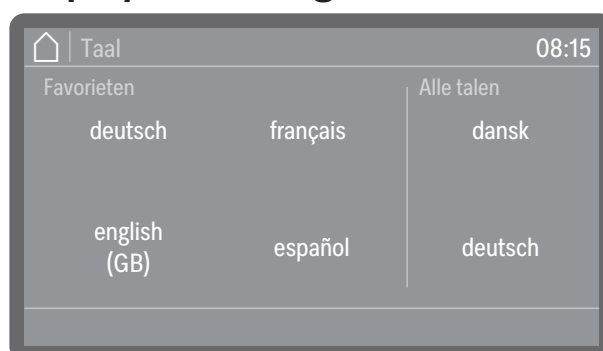 Taal 08:15
Favorieten Alle talen
deutsch français dansk
english
(GB) español deutsch